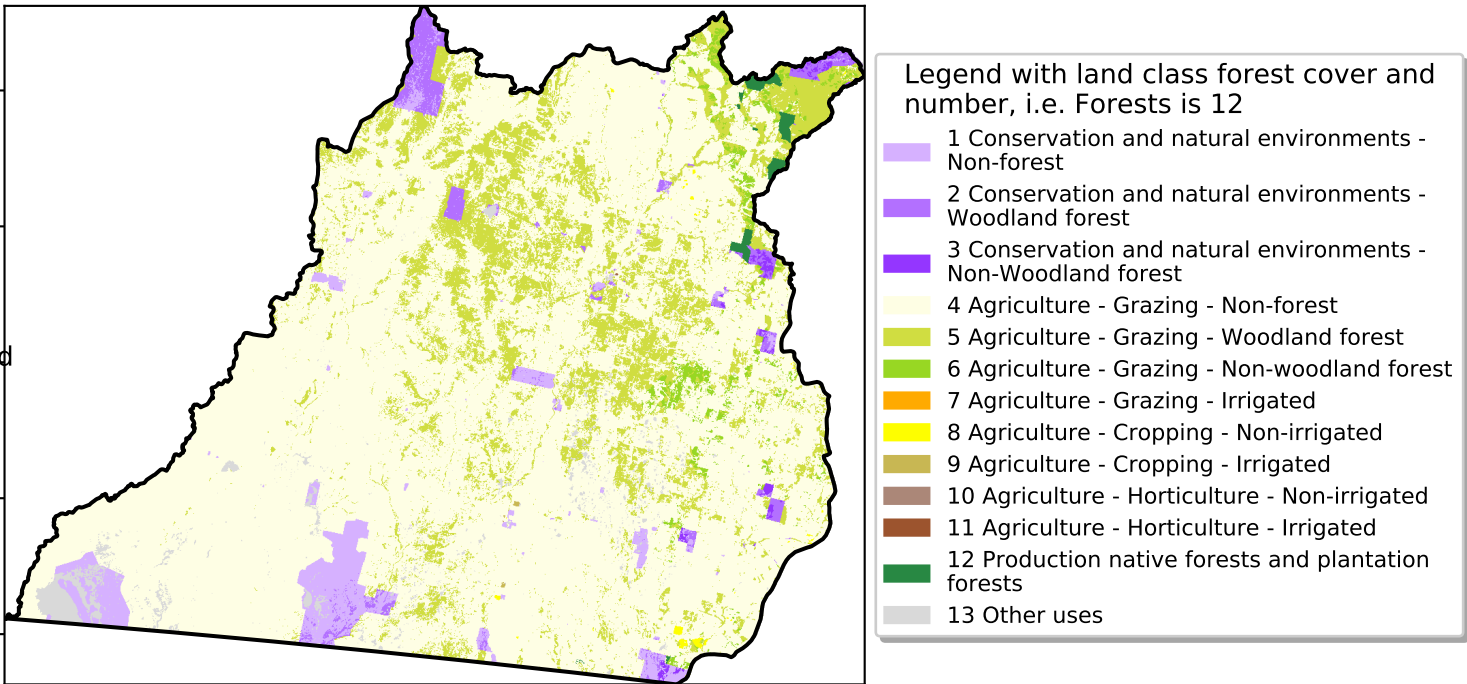 d
Legend with land class forest cover and
number, i.e. Forests is 12
1 Conservation and natural environments -
Non-forest
2 Conservation and natural environments -
Woodland forest
3 Conservation and natural environments -
Non-Woodland forest
4 Agriculture - Grazing - Non-forest
5 Agriculture - Grazing - Woodland forest
6 Agriculture - Grazing - Non-woodland forest
7 Agriculture - Grazing - Irrigated
8 Agriculture - Cropping - Non-irrigated
9 Agriculture - Cropping - Irrigated
10 Agriculture - Horticulture - Non-irrigated
11 Agriculture - Horticulture - Irrigated
12 Production native forests and plantation
forests
13 Other uses